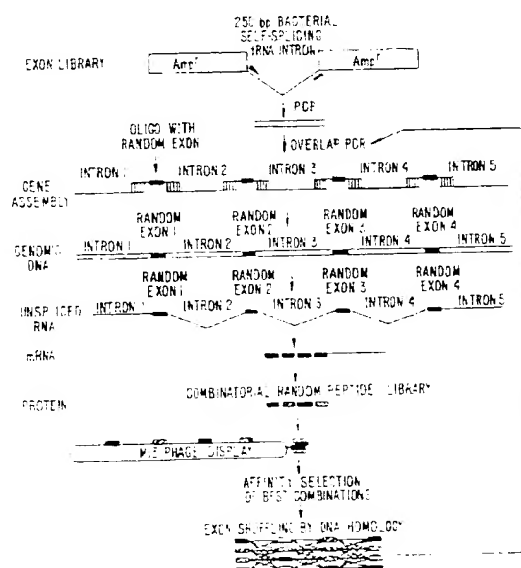 250 bp BACTERIAL
SELF-SPLICING
tRNA INTRON
EXON LIBRARY
Ampr
Ampr
PCR
OLIGO WITH
RANDOM EXON
OVERLAP PCR
INTRON 1 INTRON 2 INTRON 3 INTRON 4 INTRON 5
GENE
ASSEMBLY
RANDOM RANDOM RANDOM RANDOM
EXON 1 EXON 2 EXON 3 EXON 4
INTRON 1 INTRON 2 INTRON 3 INTRON 4 INTRON 5
GENOMIC
DNA
RANDOM RANDOM RANDOM RANDOM
EXON 1 EXON 2 EXON 3 EXON 4
INTRON 1 INTRON 2 INTRON 3 INTRON 4 INTRON 5
UNSPLICED
RNA
mRNA
COMBINATORIAL RANDOM PEPTIDE LIBRARY
PROTEIN
PHAGE DISPLAY
AFFINITY SELECTION
OF BEST COMBINATIONS
EXON SHUFFLING BY DNA HOMOLOGY